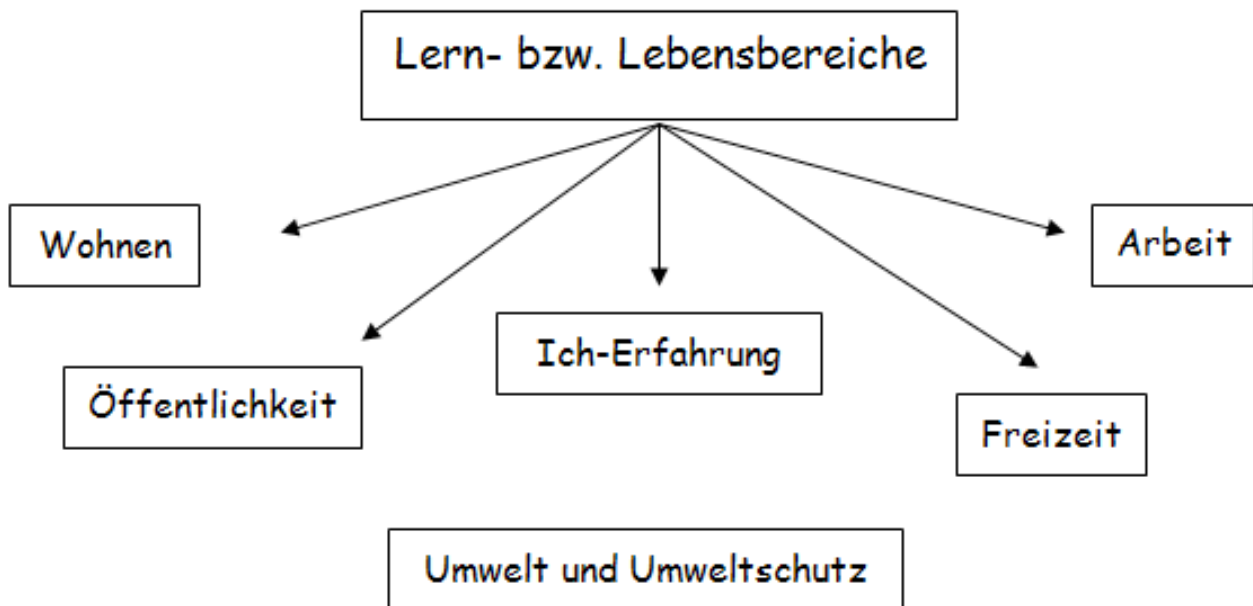 Lern- bzw. Lebensbereiche
Wohnen
Arbeit
Ich-Erfahrung
Öffentlichkeit
Freizeit
Umwelt und Umweltschutz